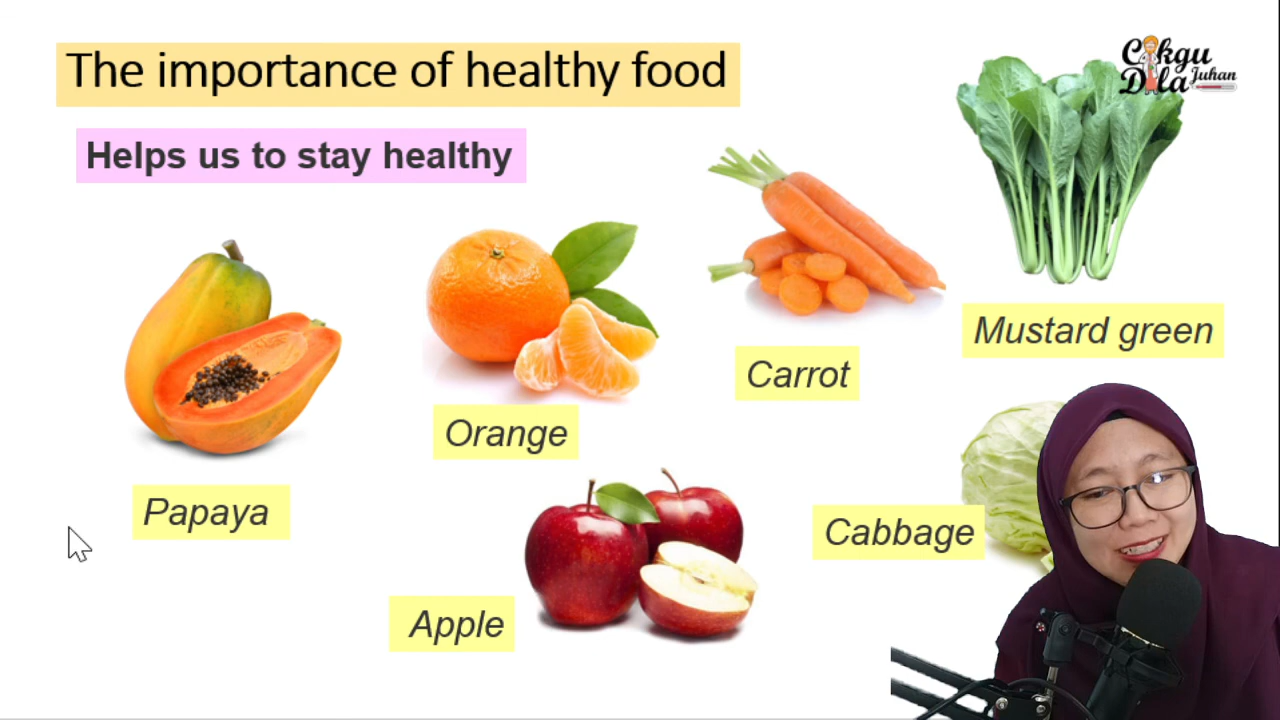 The importance of healthy food
Helps us to stay healthy
Cikgu
Dila Juhan
Mustard green
Carrot
Orange
Papaya
Cabbage
Apple